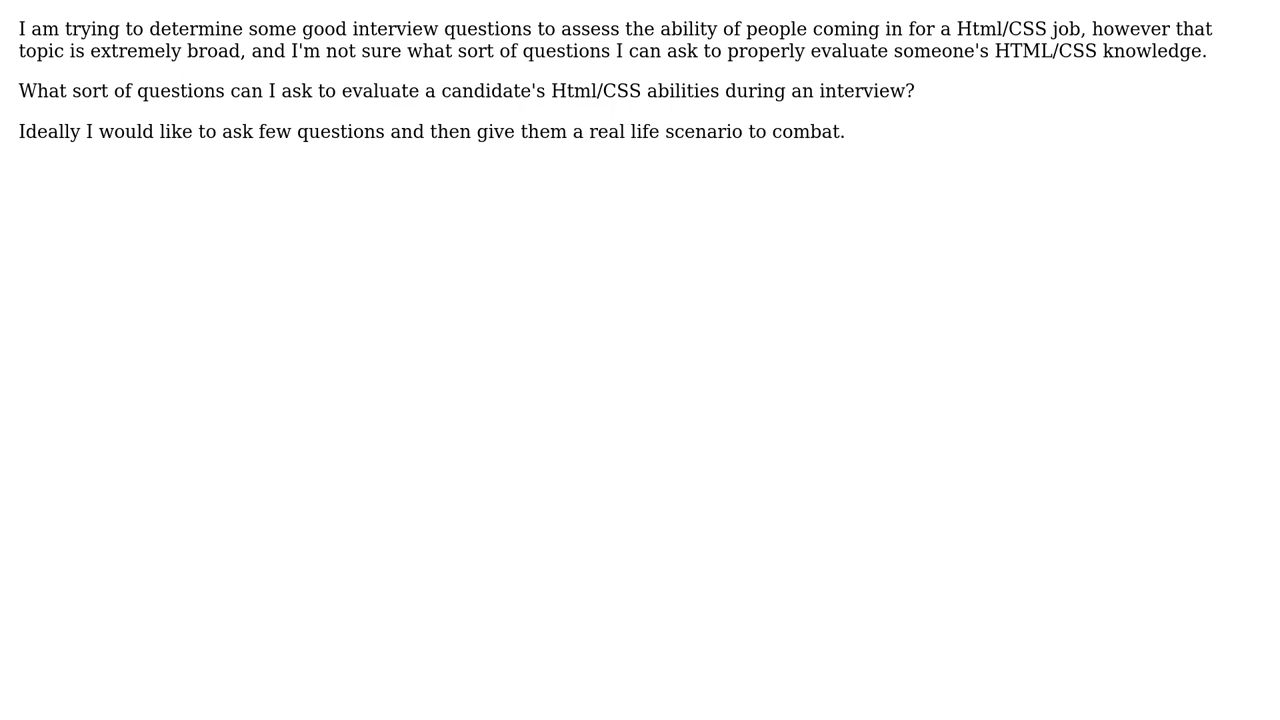 I am trying to determine some good interview questions to assess the ability of people coming in for a Html/CSS job, however that
topic is extremely broad, and I'm not sure what sort of questions I can ask to properly evaluate someone's HTML/CSS knowledge.
What sort of questions can I ask to evaluate a candidate's Html/CSS abilities during an interview?
Ideally I would like to ask few questions and then give them a real life scenario to combat.